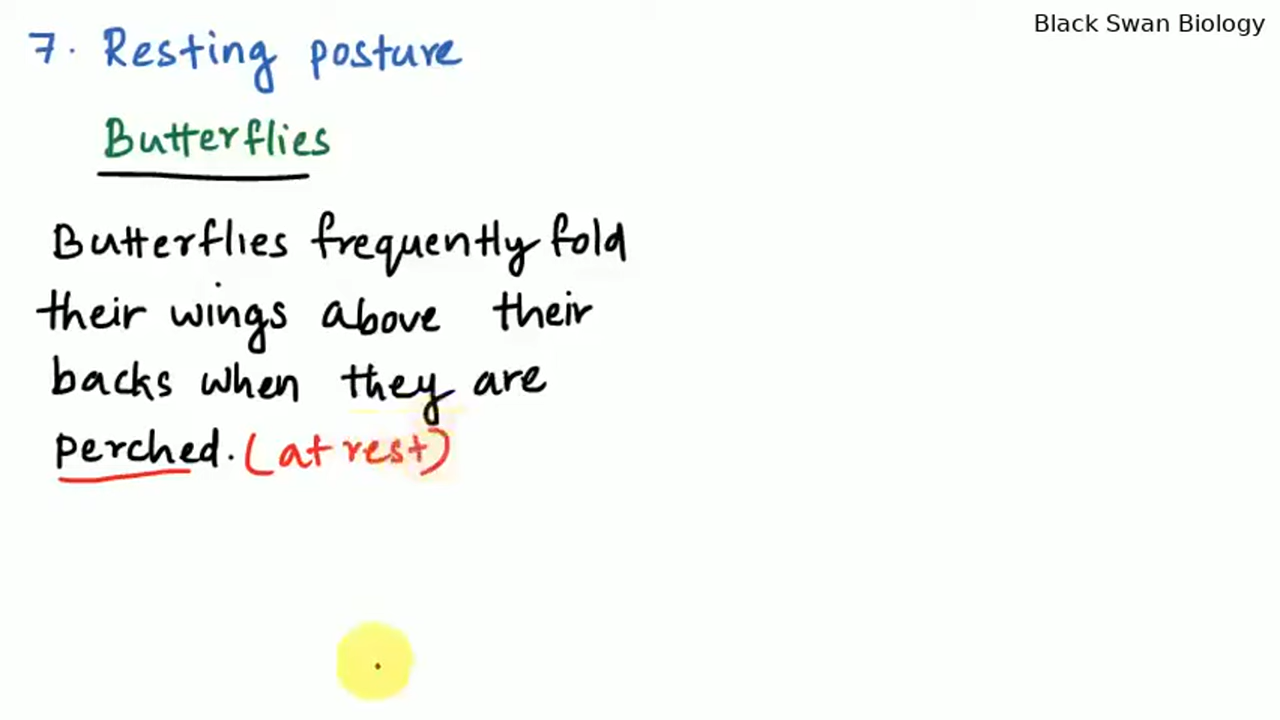 Black Swan Biology
7. Resting posture
Butterflies
Butterflies frequently fold
their wings above their
backs when they are
perched. (at rest)